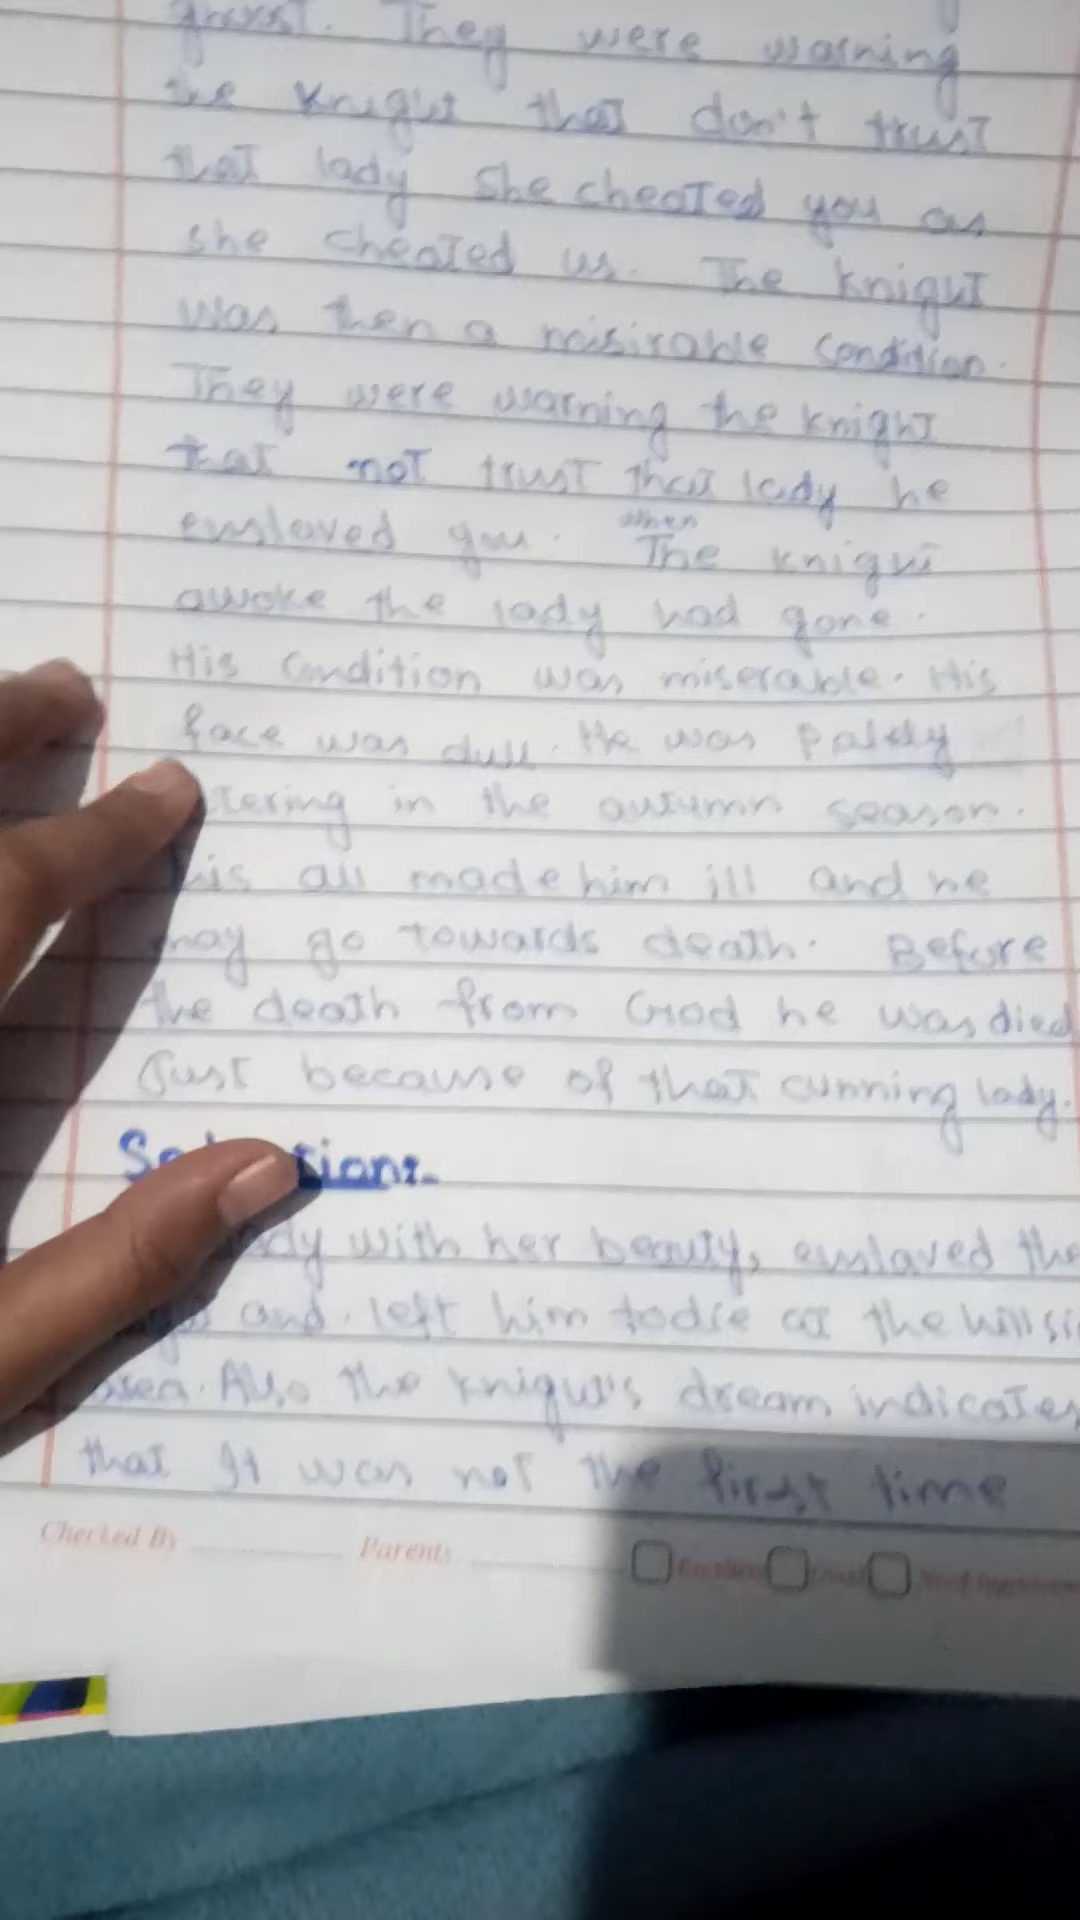 They were warning
the knight that don't trust
that lady she cheated you as
she cheated us. The knight
was then a misirable condition.
They were warning the knight
that not trust that lady he
enslaved you. When The knight
awoke the lady had gone.
His condition was miserable. His
face was dull. He was palely
in the autumn season.
all made him ill and he
may go towards death. Before
the death from God he was died
Just because of that cunning lady.
with her beauty, enslaved the
and left him to die at the
Also the knight's dream indicates
that It was not the first time
Checked By Parents